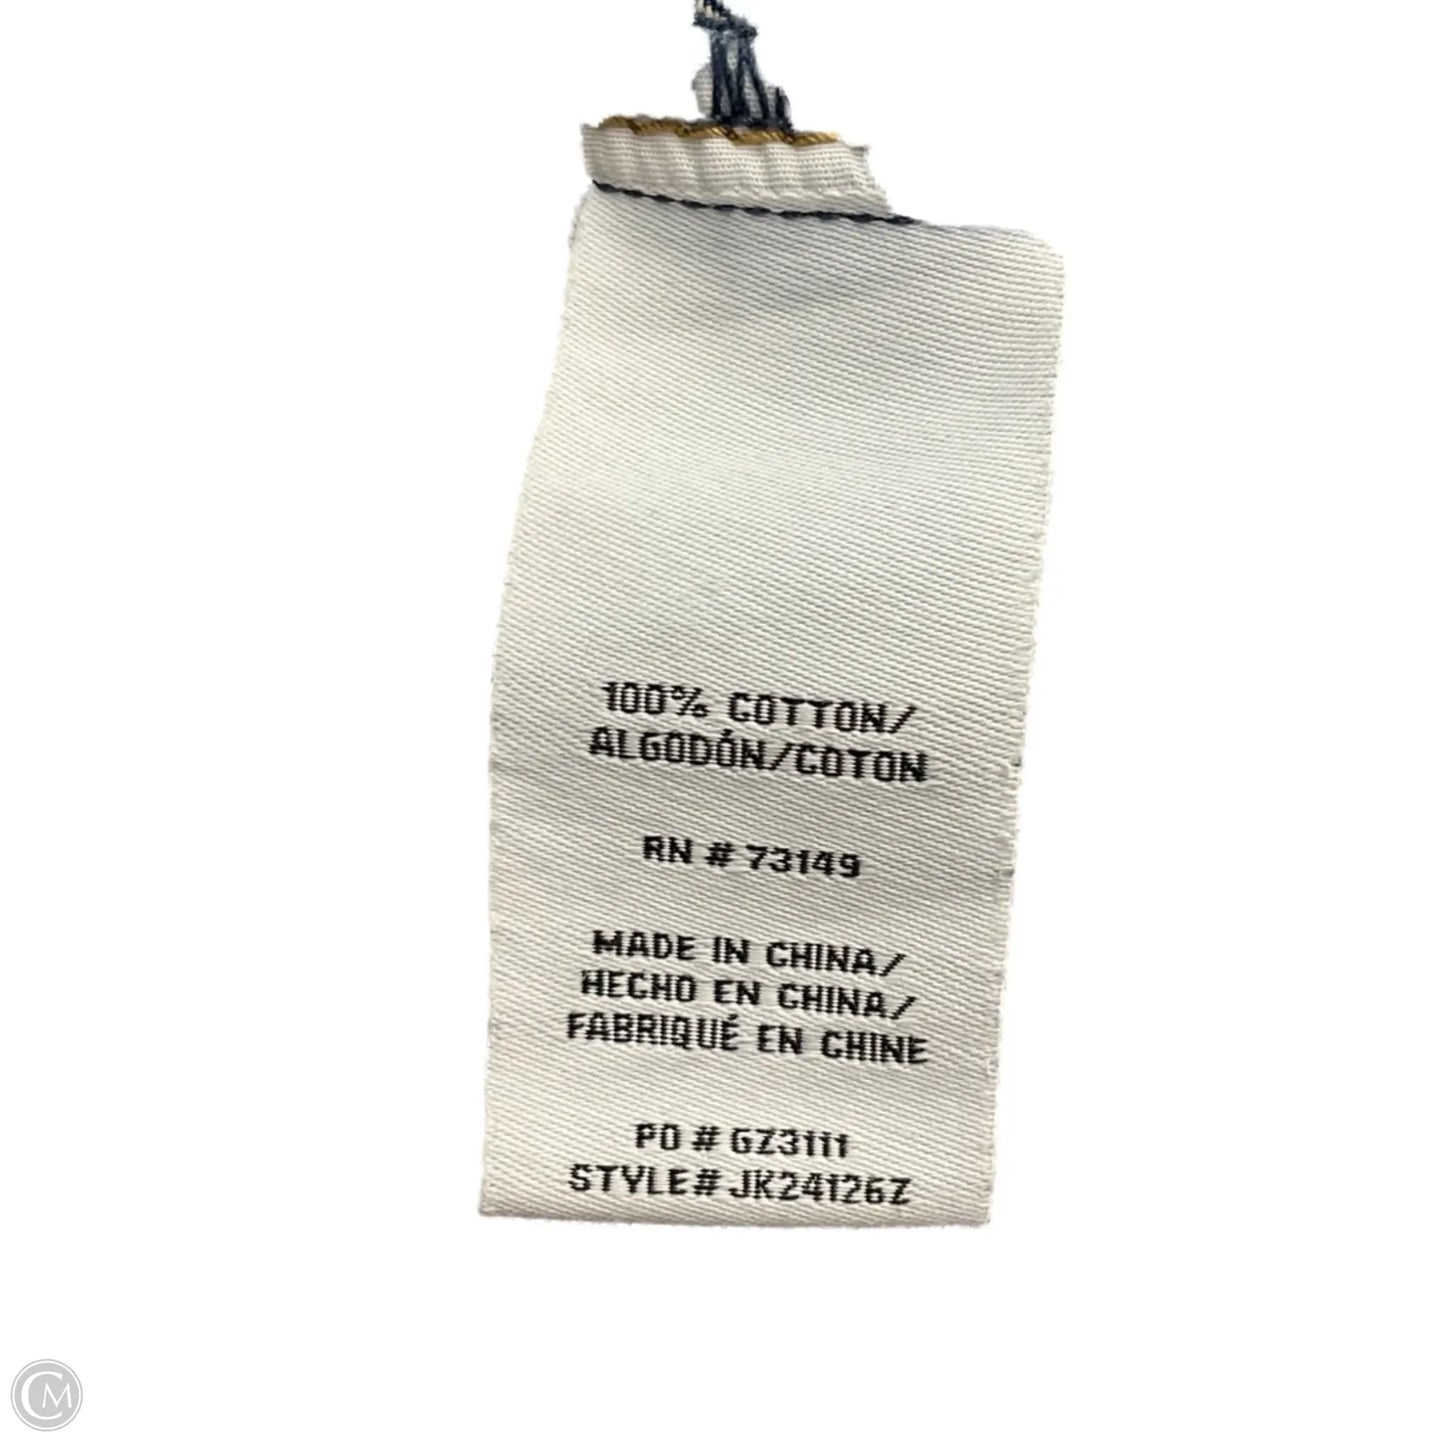 100% COTTON/
ALGODÓN/COTON
RN # 73149
MADE IN CHINA/
HECHO EN CHINA/
FABRIQUÉ EN CHINE
PO # GZ3111
STYLE# JK24126Z
CM